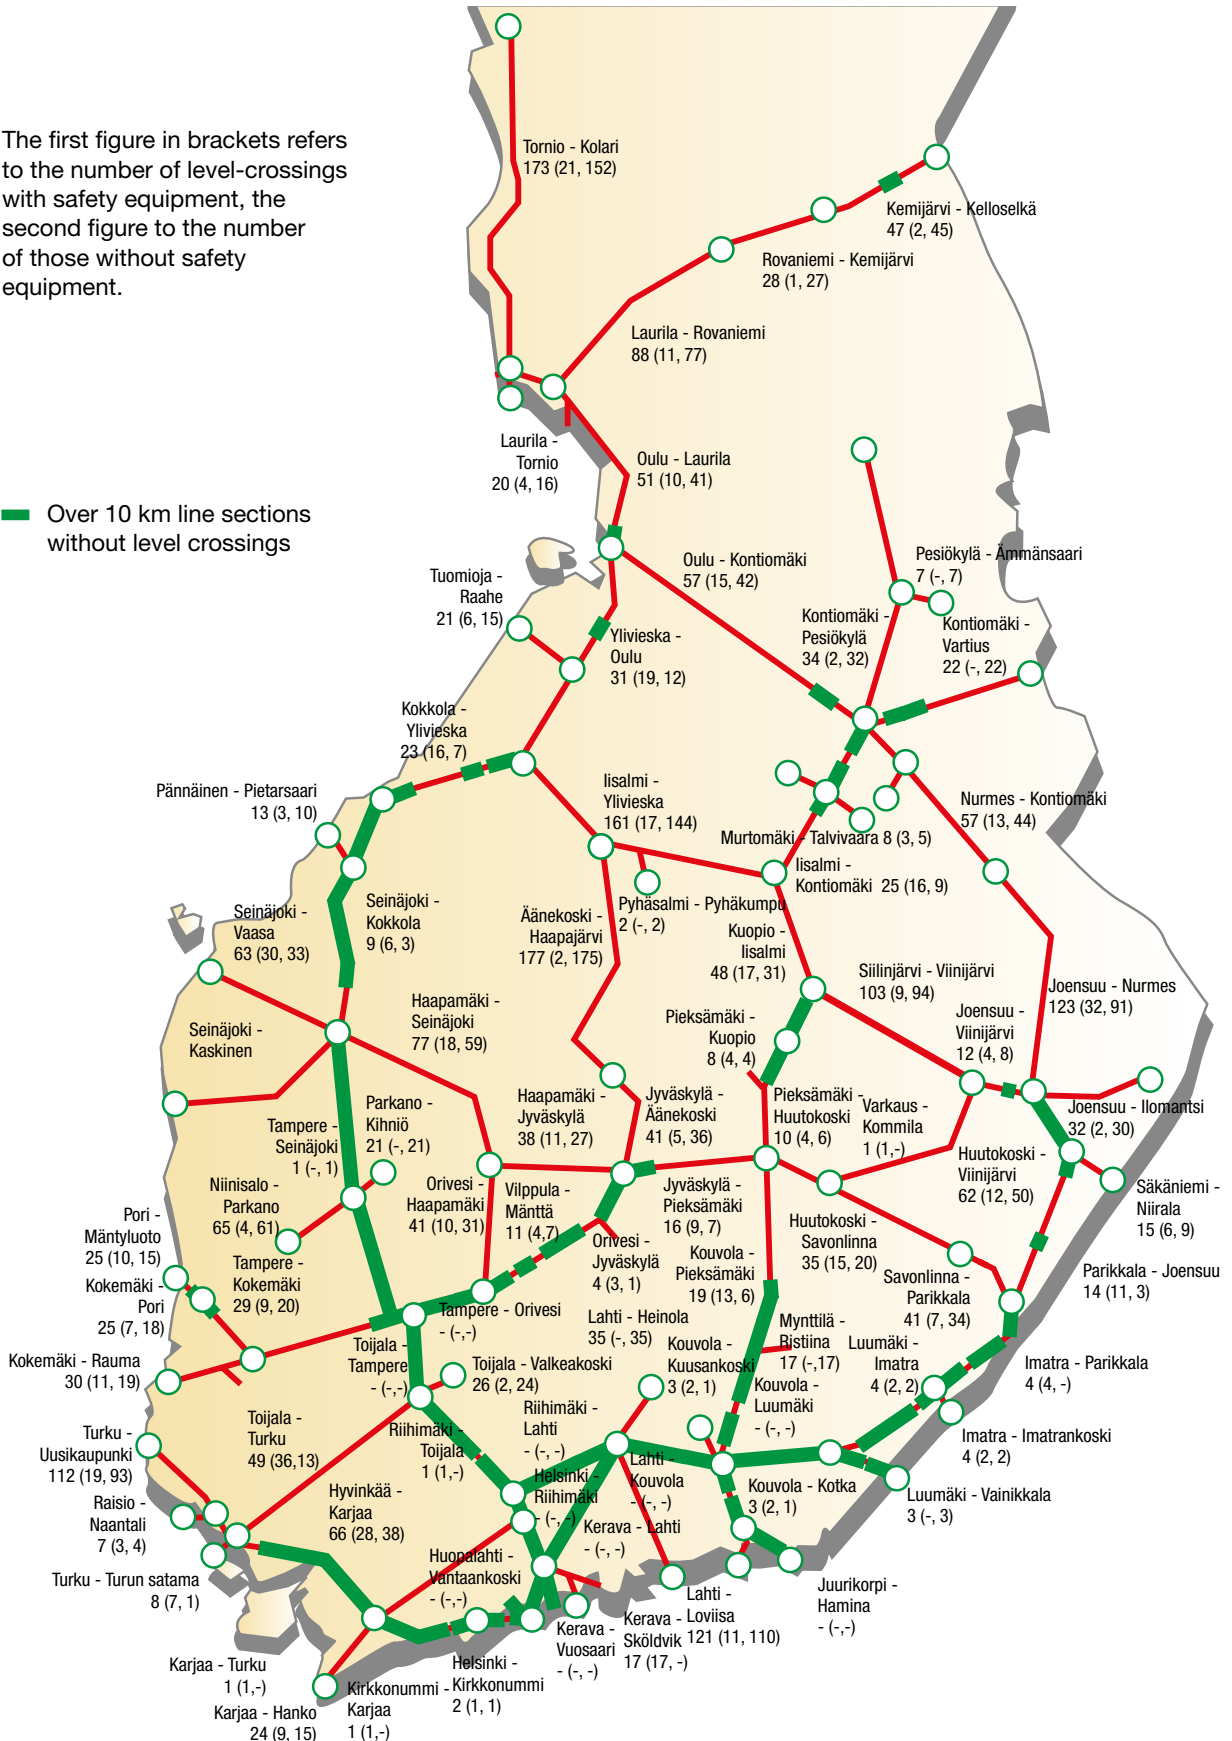 The first figure in brackets refers
to the number of level-crossings
with safety equipment, the
second figure to the number
of those without safety
equipment.
Over 10 km line sections
without level crossings
Tornio - Kolari
173 (21, 152)
Kemijärvi - Kelloselkä
47 (2, 45)
Rovaniemi - Kemijärvi
28 (1, 27)
Laurila - Rovaniemi
88 (11, 77)
Laurila -
Tornio
20 (4, 16)
Oulu - Laurila
51 (10, 41)
Oulu - Kontiomäki
57 (15, 42)
Pesiökylä - Ämmänsaari
7 (-, 7)
Tuomioja -
Raahe
21 (6, 15)
Kontiomäki -
Pesiökylä
34 (2, 32)
Kontiomäki -
Vartius
22 (-, 22)
Ylivieska -
Oulu
31 (19, 12)
Kokkola -
Ylivieska
23 (16, 7)
Pännäinen - Pietarsaari
13 (3, 10)
Iisalmi -
Ylivieska
161 (17, 144)
Nurmes - Kontiomäki
57 (13, 44)
Murtomäki - Talvivaara 8 (3, 5)
Iisalmi -
Kontiomäki 25 (16, 9)
Pyhäsalmi - Pyhäkumpu
2 (-, 2)
Seinäjoki -
Kokkola
9 (6, 3)
Seinäjoki -
Vaasa
63 (30, 33)
Äänekoski -
Haapajärvi
177 (2, 175)
Kuopio -
Iisalmi
48 (17, 31)
Siilinjärvi - Viinijärvi
103 (9, 94)
Joensuu - Nurmes
123 (32, 91)
Haapamäki -
Seinäjoki
77 (18, 59)
Seinäjoki -
Kaskinen
Pieksämäki -
Kuopio
8 (4, 4)
Joensuu -
Viinijärvi
12 (4, 8)
Parkano -
Kihniö
21 (-, 21)
Haapamäki -
Jyväskylä
38 (11, 27)
Jyväskylä -
Äänekoski
41 (5, 36)
Pieksämäki -
Huutokoski
10 (4, 6)
Varkaus -
Kommila
1 (1,-)
Joensuu - Ilomantsi
32 (2, 30)
Tampere -
Seinäjoki
1 (-, 1)
Huutokoski -
Viinijärvi
62 (12, 50)
Niinisalo -
Parkano
65 (4, 61)
Orivesi -
Haapamäki
41 (10, 31)
Vilppula -
Mänttä
11 (4,7)
Jyväskylä -
Pieksämäki
16 (9, 7)
Säkäniemi -
Niirala
15 (6, 9)
Pori -
Mäntyluoto
25 (10, 15)
Huutokoski -
Savonlinna
35 (15, 20)
Orivesi -
Jyväskylä
4 (3, 1)
Kouvola -
Pieksämäki
19 (13, 6)
Tampere -
Kokemäki
29 (9, 20)
Kokemäki -
Pori
25 (7, 18)
Savonlinna -
Parikkala
41 (7, 34)
Parikkala - Joensuu
14 (11, 3)
Tampere - Orivesi
- (-,-)
Lahti - Heinola
35 (-, 35)
Mynttilä -
Ristiina
17 (-,17)
Toijala -
Tampere
- (-,-)
Kouvola -
Kuusankoski
3 (2, 1)
Luumäki -
Imatra
4 (2, 2)
Imatra - Parikkala
4 (4, -)
Kokemäki - Rauma
30 (11, 19)
Toijala - Valkeakoski
26 (2, 24)
Kouvola -
Luumäki
- (-, -)
Riihimäki -
Lahti
- (-, -)
Toijala -
Turku
49 (36,13)
Riihimäki -
Toijala
1 (1,-)
Imatra - Imatrankoski
4 (2, 2)
Turku -
Uusikaupunki
112 (19, 93)
Lahti -
Kouvola
- (-, -)
Helsinki -
Riihimäki
- (-, -)
Kouvola - Kotka
3 (2, 1)
Luumäki - Vainikkala
3 (-, 3)
Hyvinkää -
Karjaa
66 (28, 38)
Raisio -
Naantali
7 (3, 4)
Kerava - Lahti
- (-, -)
Huopalahti -
Vantaankoski
- (-,-)
Turku - Turun satama
8 (7, 1)
Juurikorpi -
Hamina
- (-,-)
Lahti -
Loviisa
121 (11, 110)
Kerava -
Sköldvik
17 (17, -)
Kerava -
Vuosaari
- (-, -)
Karjaa - Turku
1 (1,-)
Helsinki -
Kirkkonummi
2 (1, 1)
Kirkkonummi -
Karjaa
1 (1,-)
Karjaa - Hanko
24 (9, 15)